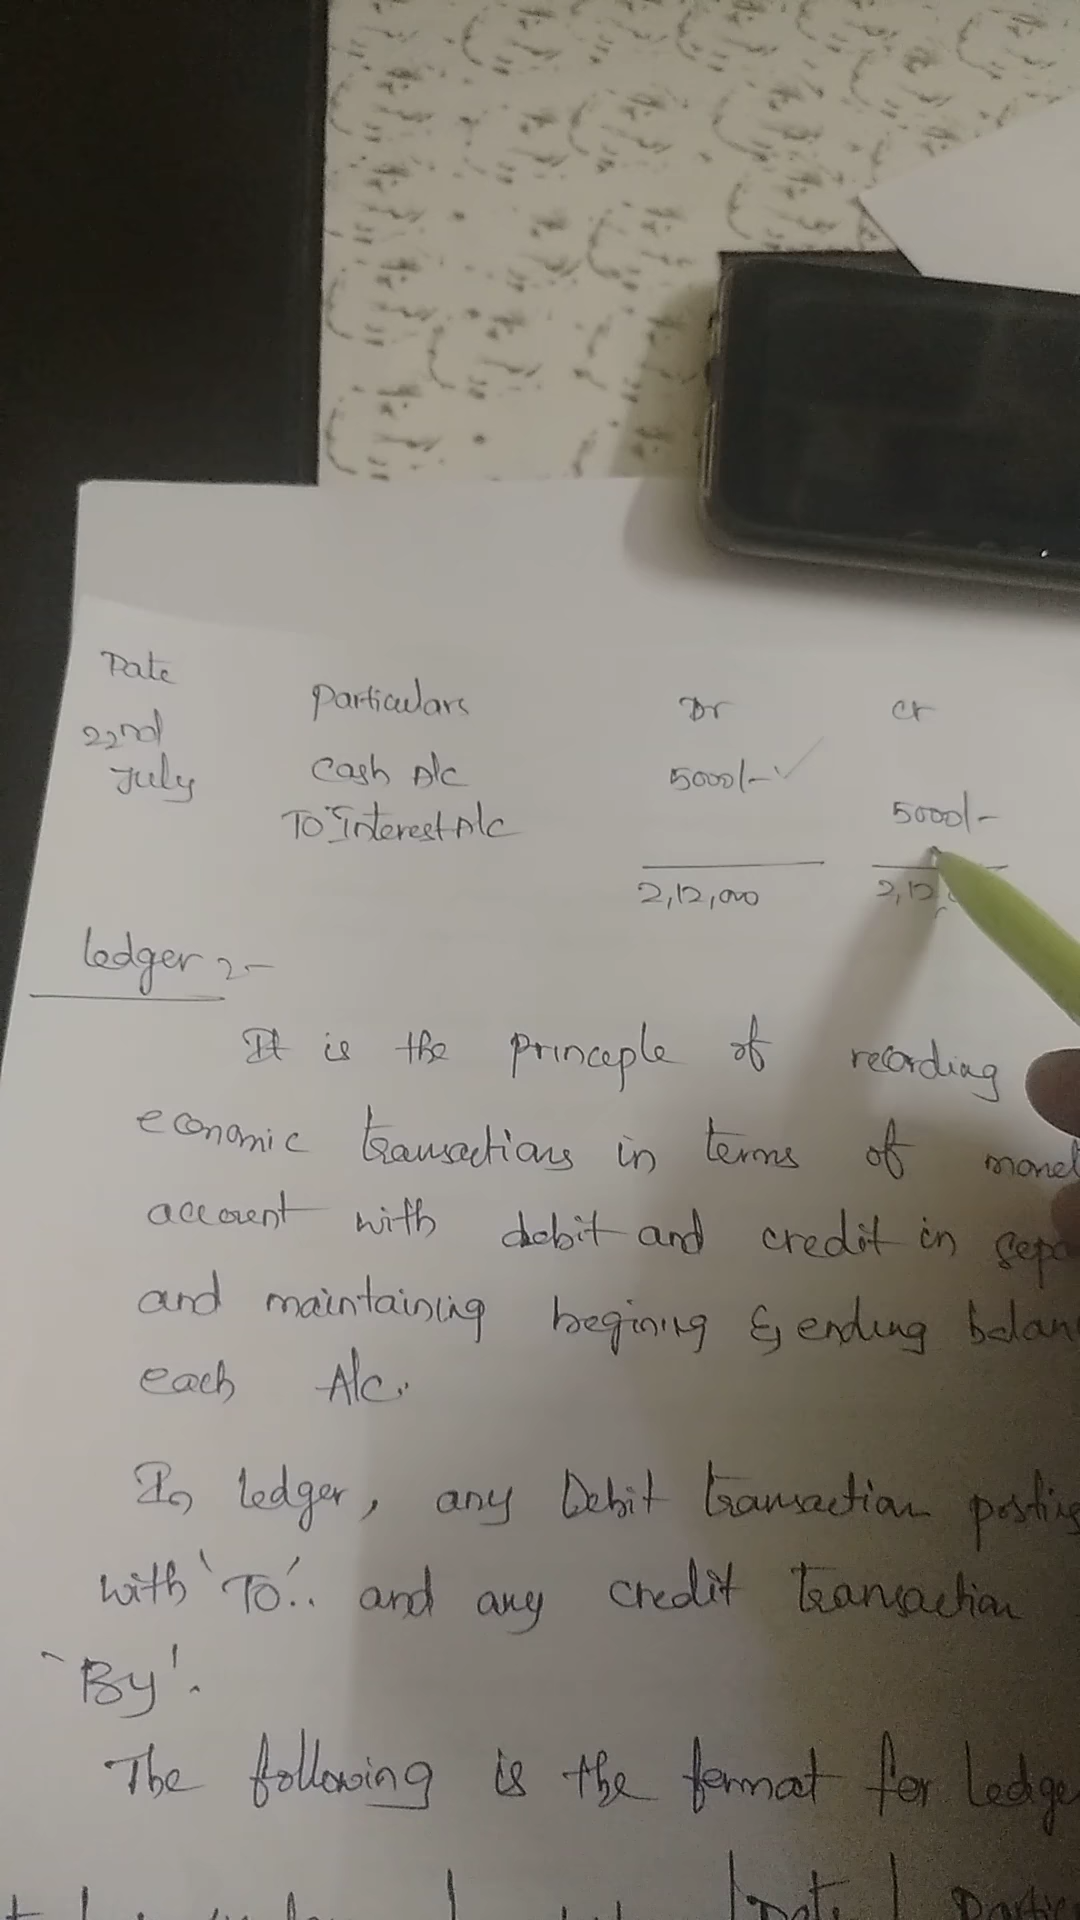 Date Particulars Dr Cr
22nd
July Cash A/c 5000/-
To Interest A/c 5000/-
2,12,000 2,12,
Ledger :-
It is the principle of recording
economic transactions in terms of
account with debit and credit in
and maintaining begining & ending
each A/c.
In ledger, any Debit transaction
with 'To'.. and any credit transaction
'By'.
The following is the format for